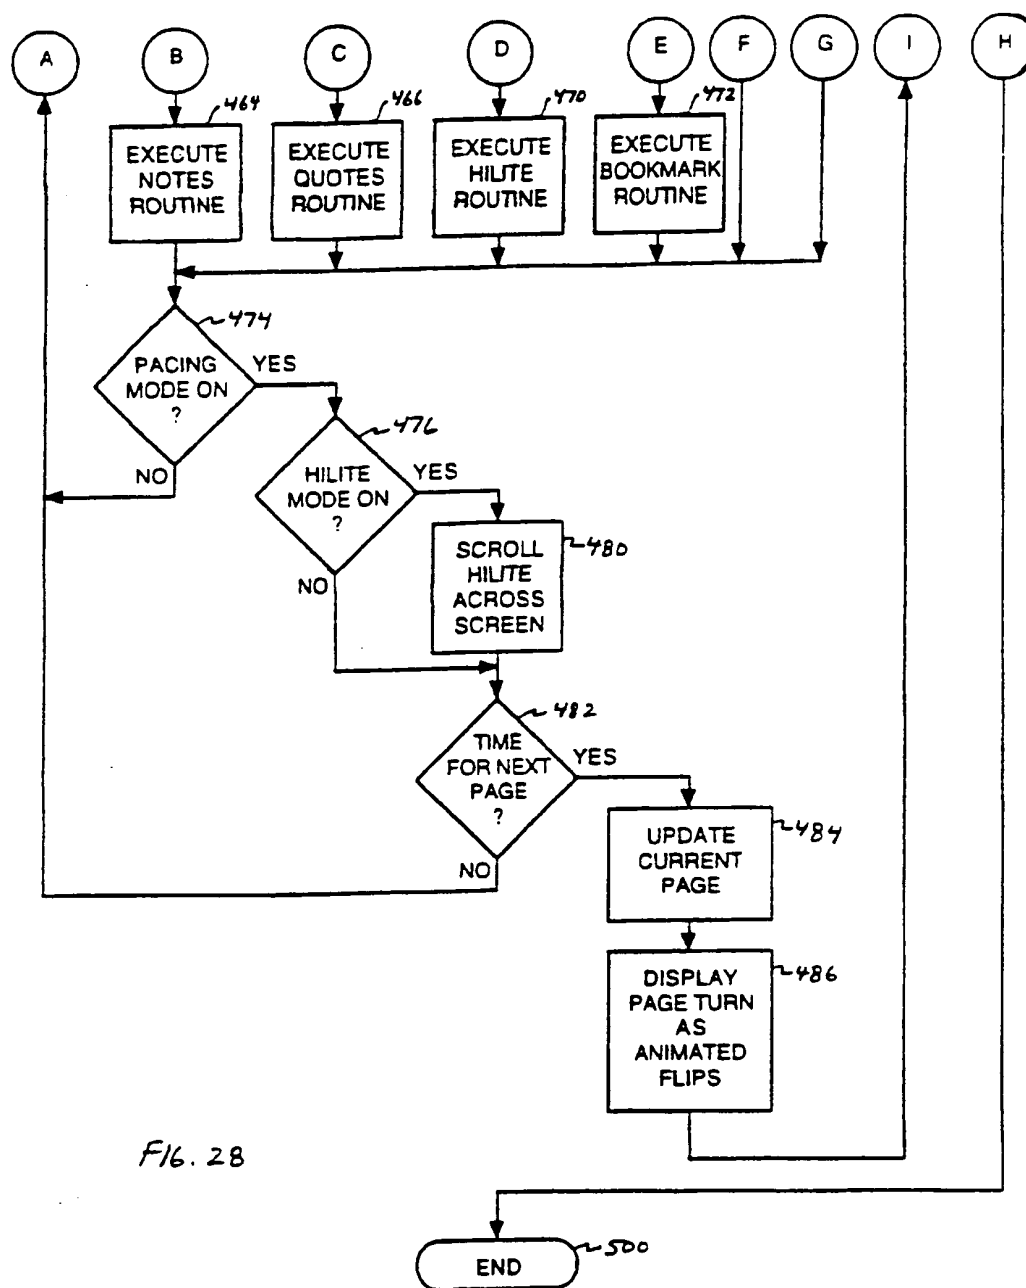 A B C D E F G I H
464 466 470 472
EXECUTE
NOTES
ROUTINE
EXECUTE
QUOTES
ROUTINE
EXECUTE
HILITE
ROUTINE
EXECUTE
BOOKMARK
ROUTINE
474
PACING
MODE ON
?
YES
NO
476
HILITE
MODE ON
?
YES
NO
480
SCROLL
HILITE
ACROSS
SCREEN
482
TIME
FOR NEXT
PAGE
?
YES
NO
484
UPDATE
CURRENT
PAGE
486
DISPLAY
PAGE TURN
AS
ANIMATED
FLIPS
FIG. 28
END
500